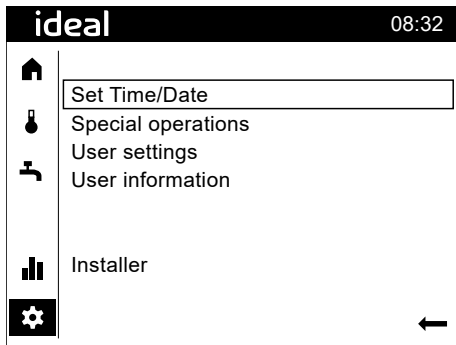 ideal 08:32
Set Time/Date
Special operations
User settings
User information
Installer